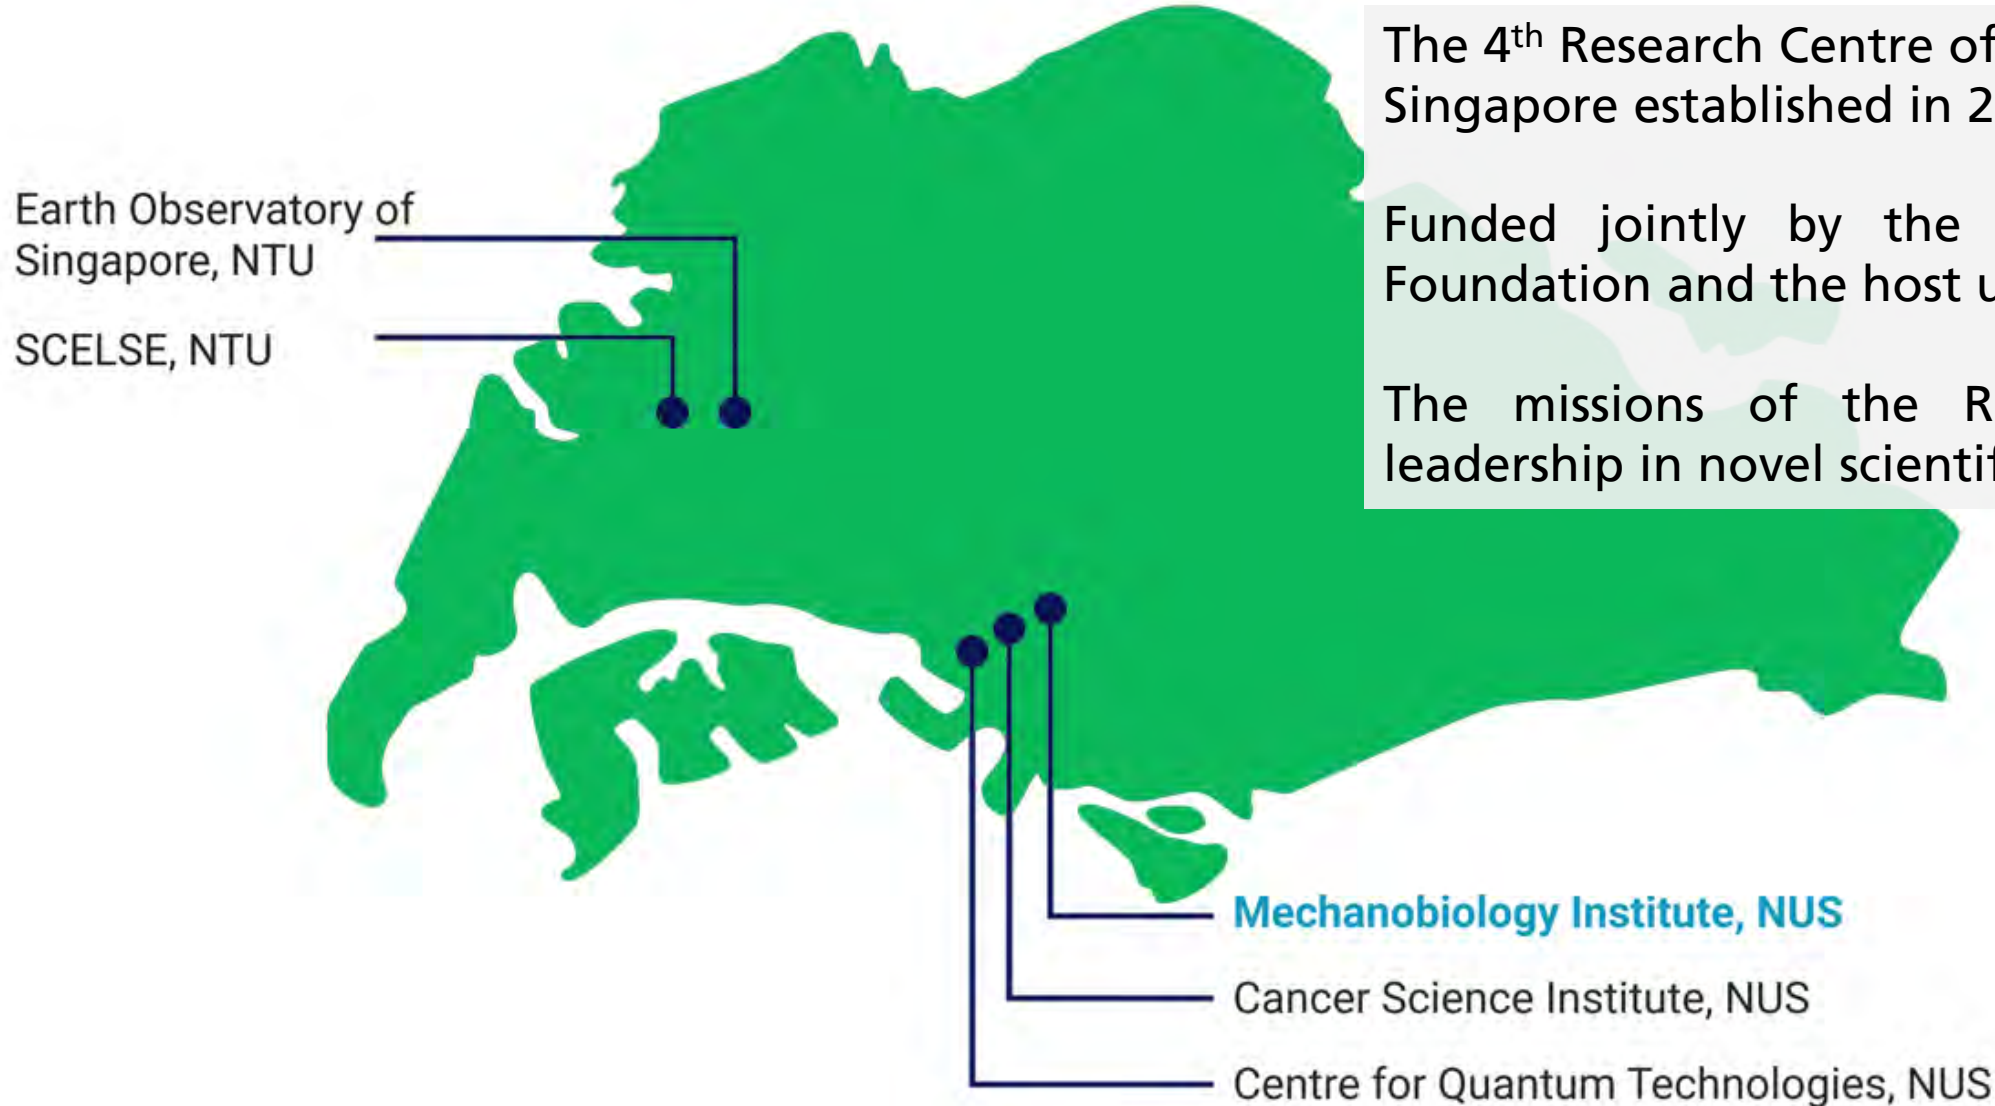 The 4th Research Centre of
Singapore established in 2
Funded jointly by the
Foundation and the host u
The missions of the R
leadership in novel scientif
Earth Observatory of
Singapore, NTU
SCELSE, NTU
Mechanobiology Institute, NUS
Cancer Science Institute, NUS
Centre for Quantum Technologies, NUS